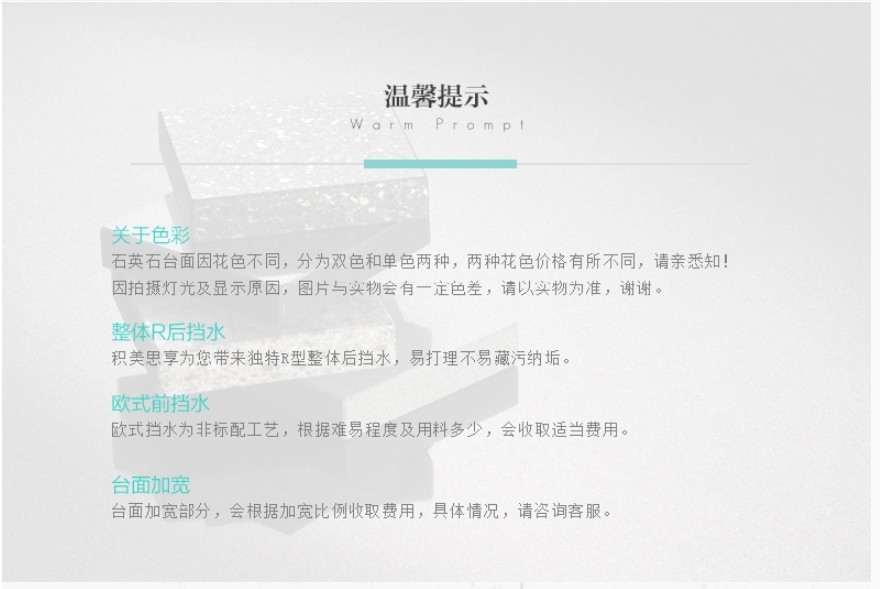 温馨提示
Warm Prompt
关于色彩
石英石台面因花色不同，分为双色和单色两种，两种花色价格有所不同，请亲悉知！
因拍摄灯光及显示原因，图片与实物会有一定色差，请以实物为准，谢谢。
整体R后挡水
积美思享为您带来独特R型整体后挡水，易打理不易藏污纳垢。
欧式前挡水
欧式挡水为非标配工艺，根据难易程度及用料多少，会收取适当费用。
台面加宽
台面加宽部分，会根据加宽比例收取费用，具体情况，请咨询客服。